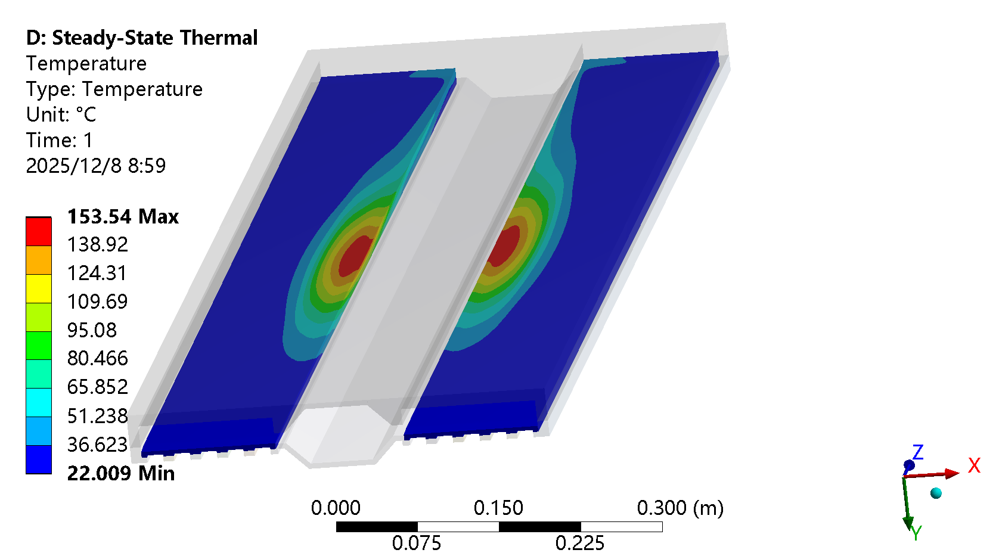 D: Steady-State Thermal
Temperature
Type: Temperature
Unit: °C
Time: 1
2025/12/8 8:59
153.54 Max
138.92
124.31
109.69
95.08
80.466
65.852
51.238
36.623
22.009 Min
0.000 0.150 0.300 (m)
0.075 0.225
Z
X
Y